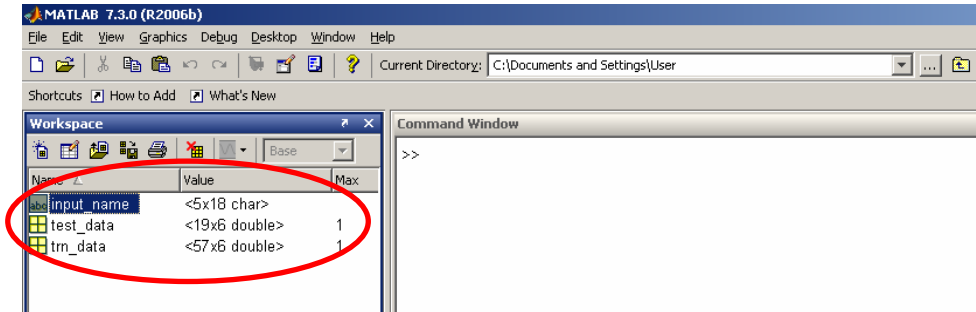 MATLAB 7.3.0 (R2006b)
File Edit View Graphics Debug Desktop Window Help
Current Directory: C:\Documents and Settings\User ...
Shortcuts How to Add What's New
Workspace
Base
Name Value Max
abc input_name <5x18 char>
test_data <19x6 double> 1
trn_data <57x6 double> 1
Command Window
>>